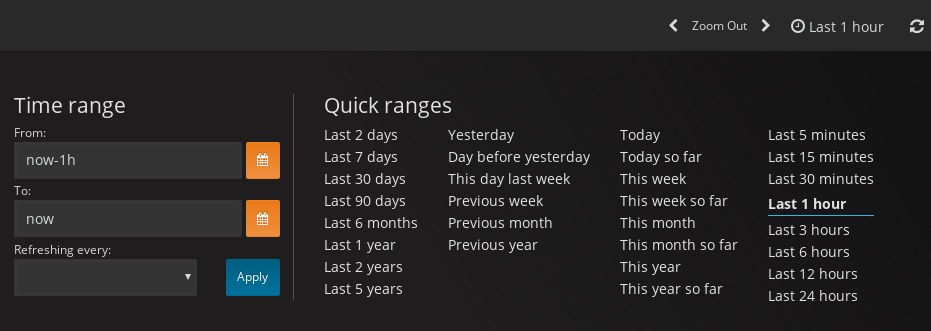 Zoom Out
Last 1 hour
Time range
From:
now-1h
To:
now
Refreshing every:
Apply
Quick ranges
Last 2 days
Last 7 days
Last 30 days
Last 90 days
Last 6 months
Last 1 year
Last 2 years
Last 5 years
Yesterday
Day before yesterday
This day last week
Previous week
Previous month
Previous year
Today
Today so far
This week
This week so far
This month
This month so far
This year
This year so far
Last 5 minutes
Last 15 minutes
Last 30 minutes
Last 1 hour
Last 3 hours
Last 6 hours
Last 12 hours
Last 24 hours